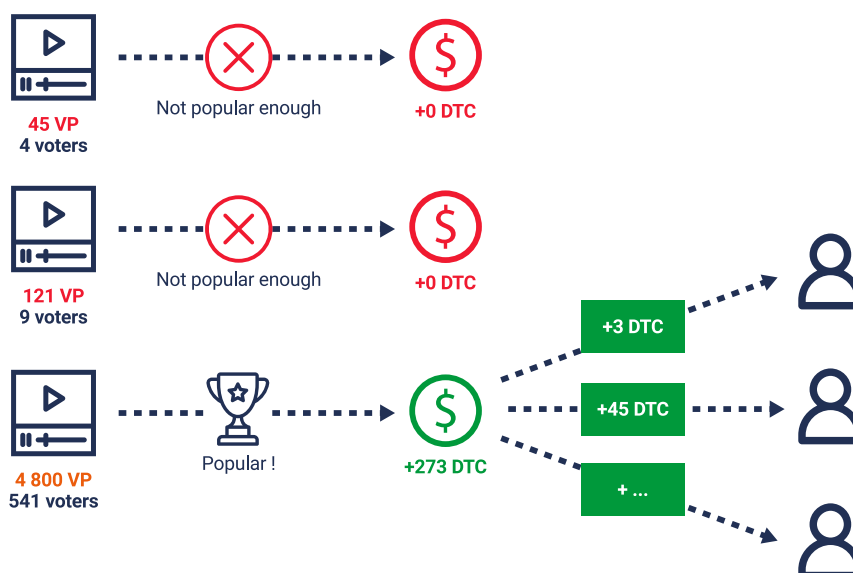 45 VP
4 voters
Not popular enough
+0 DTC
121 VP
9 voters
Not popular enough
+0 DTC
4 800 VP
541 voters
Popular !
+273 DTC
+3 DTC
+45 DTC
+ ...